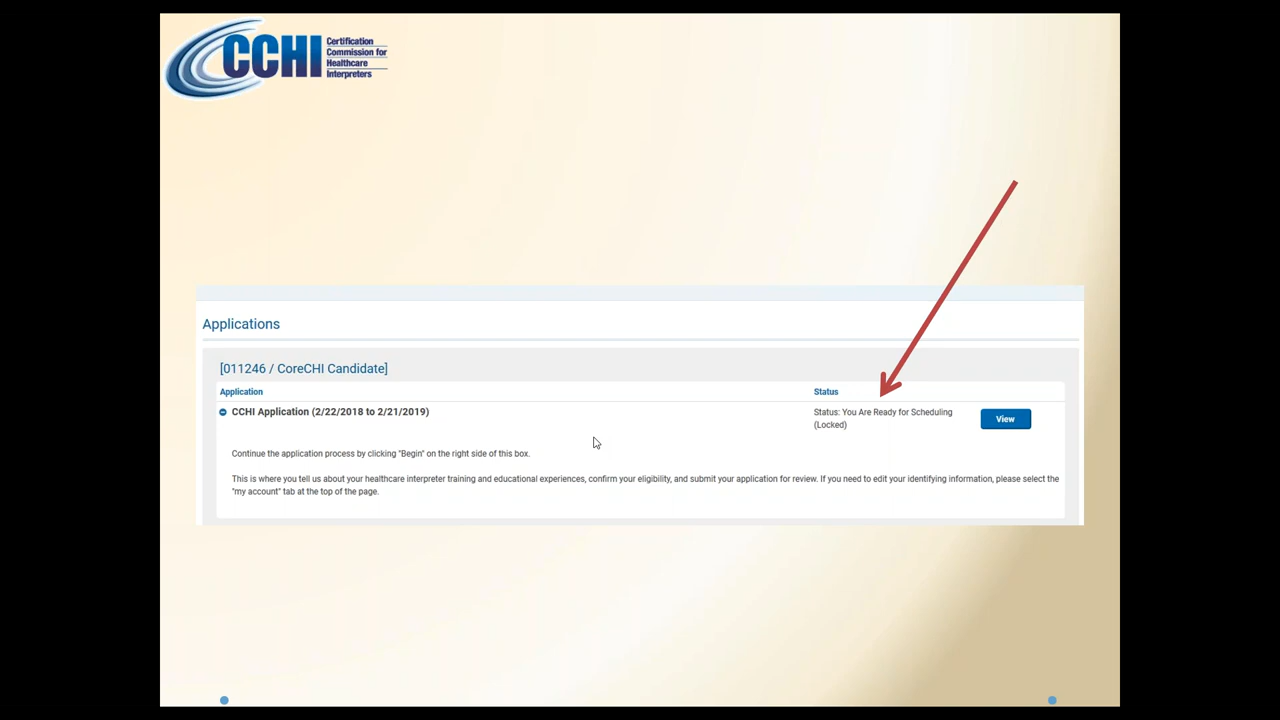 CCHI
Certification
Commission for
Healthcare
Interpreters
Applications
[011246 / CoreCHI Candidate]
Application Status
CCHI Application (2/22/2018 to 2/21/2019)
Status: You Are Ready for Scheduling
(Locked)
View
Continue the application process by clicking "Begin" on the right side of this box.
This is where you tell us about your healthcare interpreter training and educational experiences, confirm your eligibility, and submit your application for review. If you need to edit your identifying information, please select the
"my account" tab at the top of the page.